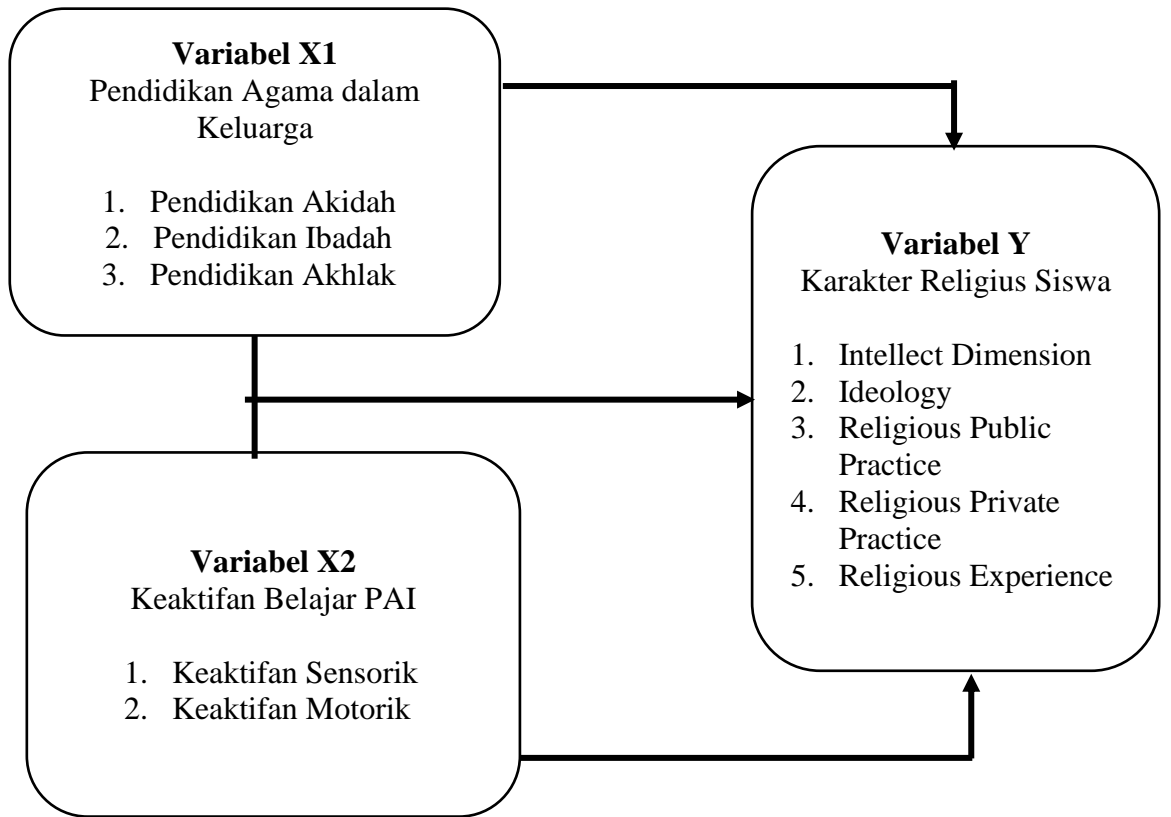 Variabel X1
Pendidikan Agama dalam
Keluarga
1. Pendidikan Akidah
2. Pendidikan Ibadah
3. Pendidikan Akhlak
Variabel Y
Karakter Religius Siswa
1. Intellect Dimension
2. Ideology
3. Religious Public
Practice
4. Religious Private
Practice
5. Religious Experience
Variabel X2
Keaktifan Belajar PAI
1. Keaktifan Sensorik
2. Keaktifan Motorik